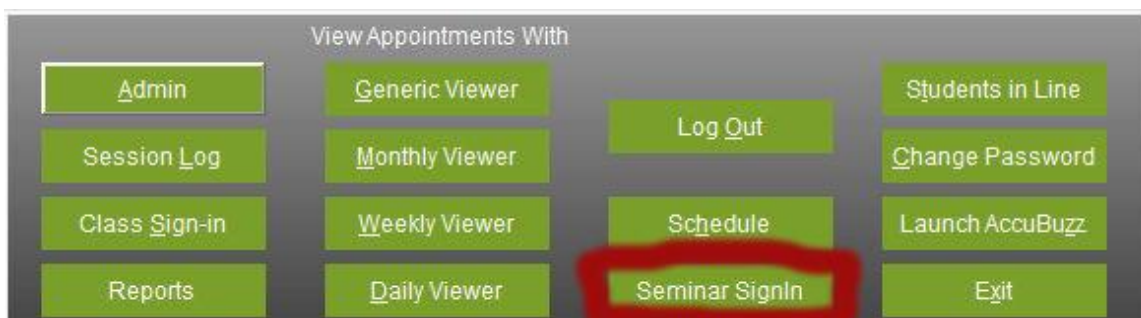 View Appointments With
Admin
Session Log
Class Sign-in
Reports
Generic Viewer
Monthly Viewer
Weekly Viewer
Daily Viewer
Log Out
Schedule
Seminar SignIn
Students in Line
Change Password
Launch AccuBuzz
Exit